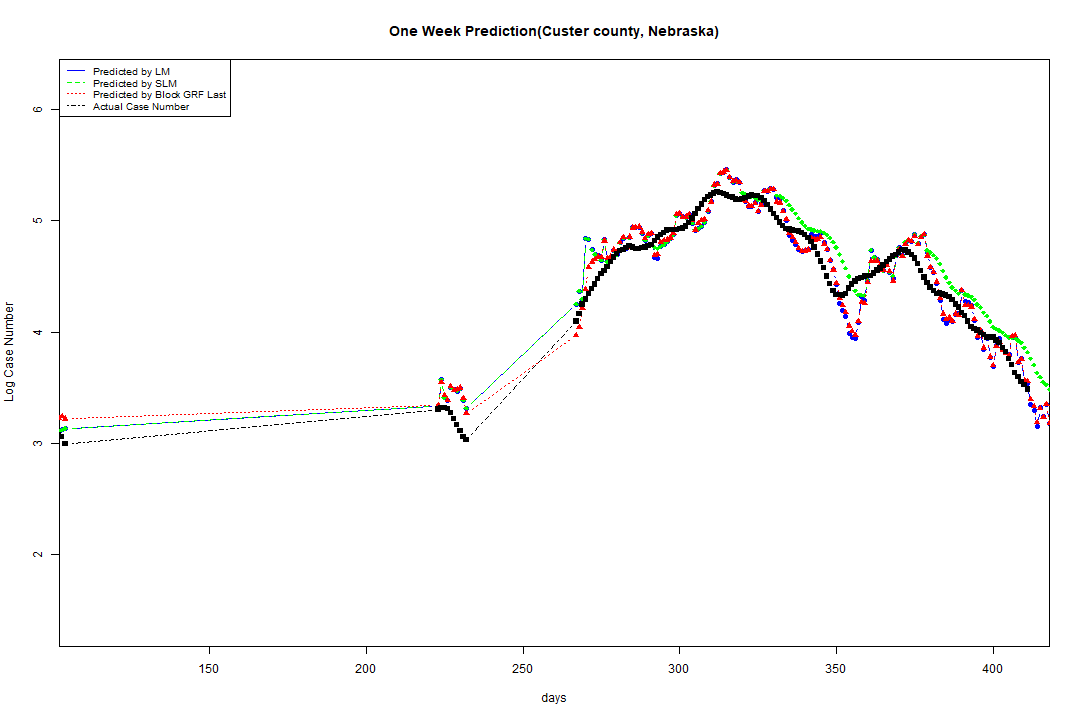 One Week Prediction(Custer county, Nebraska)
Predicted by LM
Predicted by SLM
Predicted by Block GRF Last
Actual Case Number
6
5
4
3
2
Log Case Number
150
200
250
300
350
400
days